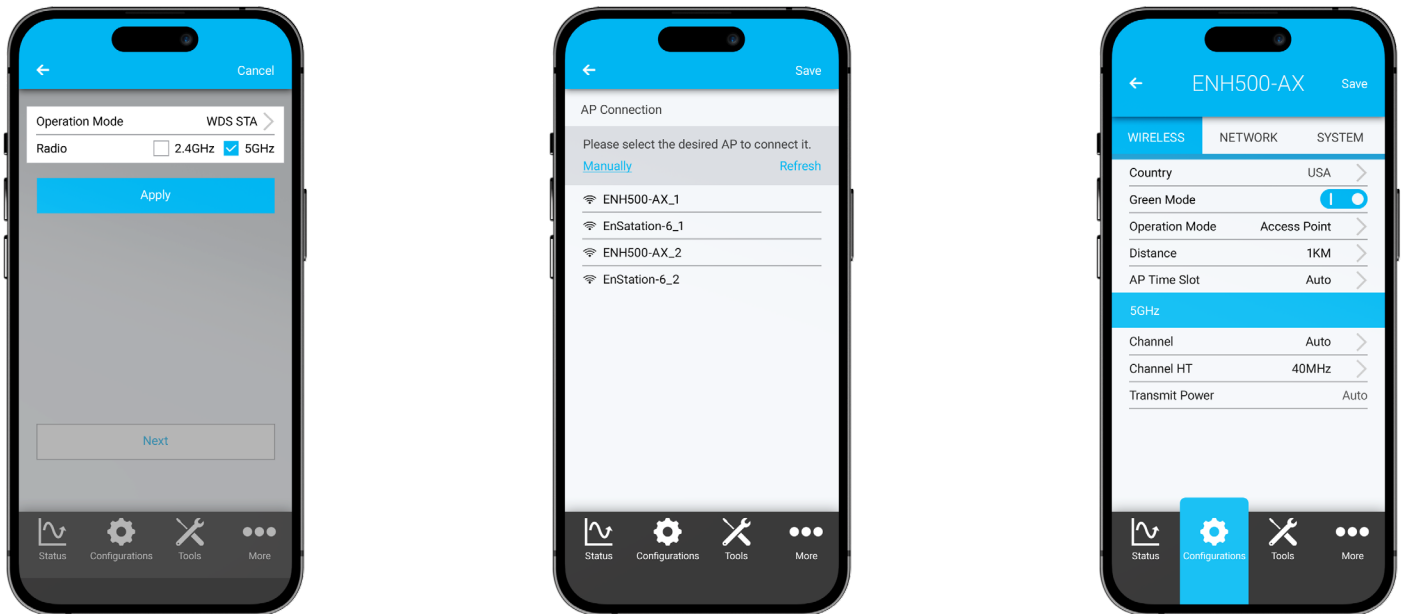 Cancel
Operation Mode WDS STA
Radio 2.4GHz 5GHz
Apply
Next
Status Configurations Tools More
Save
AP Connection
Please select the desired AP to connect it.
Manually Refresh
ENH500-AX_1
EnSatation-6_1
ENH500-AX_2
EnStation-6_2
Status Configurations Tools More
ENH500-AX Save
WIRELESS NETWORK SYSTEM
Country USA
Green Mode
Operation Mode Access Point
Distance 1KM
AP Time Slot Auto
5GHz
Channel Auto
Channel HT 40MHz
Transmit Power Auto
Status Configurations Tools More